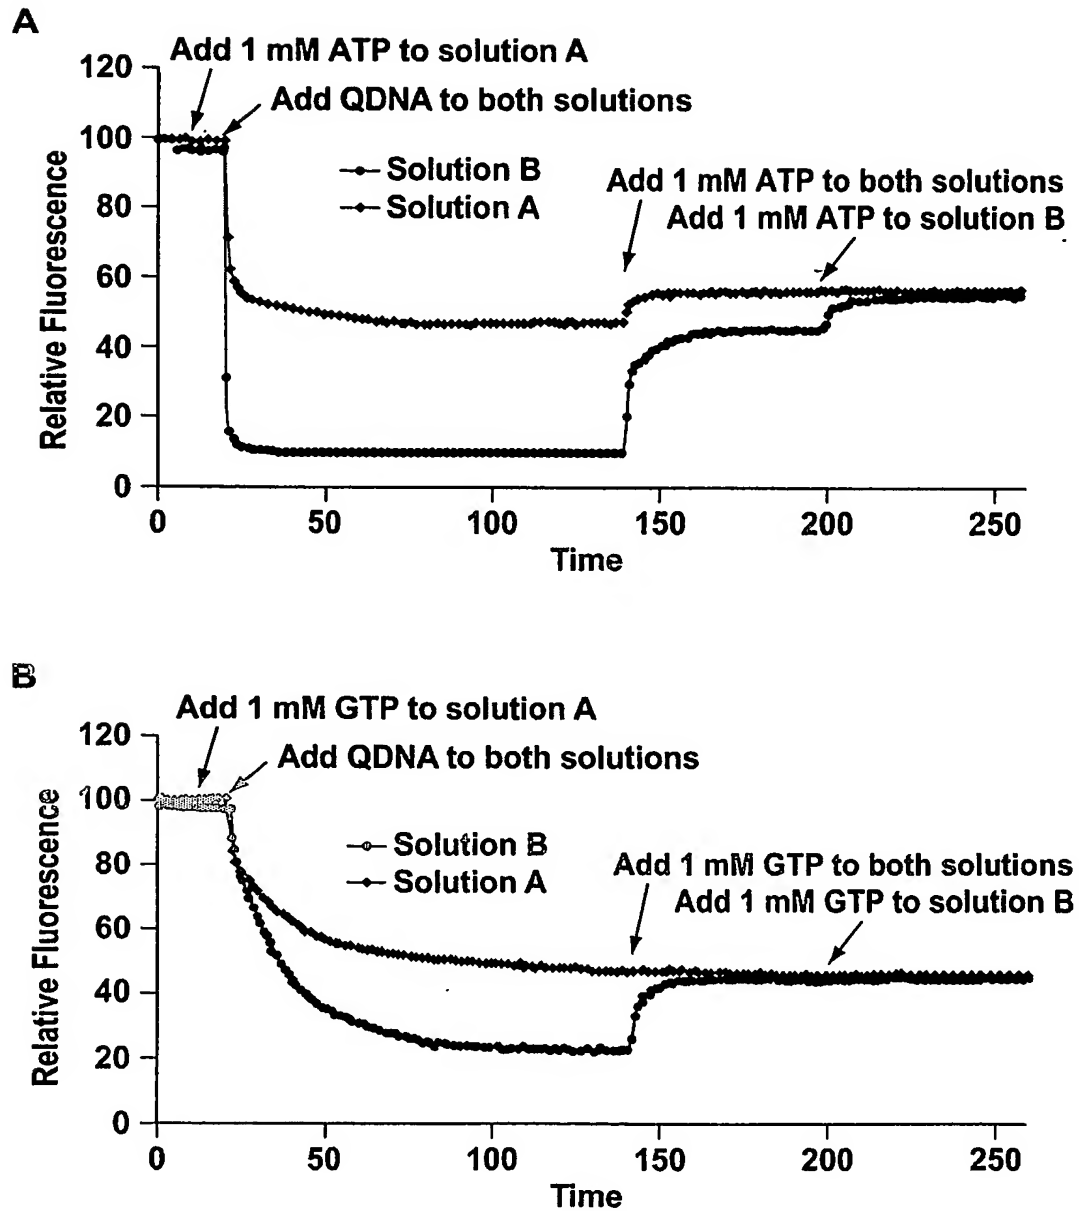 A
Add 1 mM ATP to solution A
120
Add QDNA to both solutions
100
Solution B
Solution A
Add 1 mM ATP to both solutions
Add 1 mM ATP to solution B
80
60
40
20
0
Relative Fluorescence
0 50 100 150 200 250
Time
B
Add 1 mM GTP to solution A
120
Add QDNA to both solutions
100
Solution B
Solution A
Add 1 mM GTP to both solutions
Add 1 mM GTP to solution B
80
60
40
20
0
Relative Fluorescence
0 50 100 150 200 250
Time